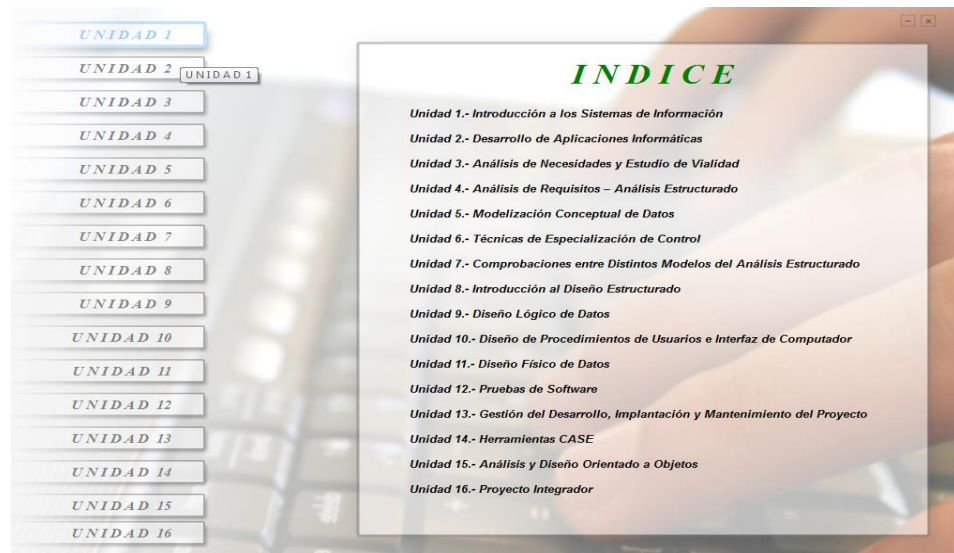 UNIDAD 1
UNIDAD 2
UNIDAD 1
UNIDAD 3
UNIDAD 4
UNIDAD 5
UNIDAD 6
UNIDAD 7
UNIDAD 8
UNIDAD 9
UNIDAD 10
UNIDAD 11
UNIDAD 12
UNIDAD 13
UNIDAD 14
UNIDAD 15
UNIDAD 16
INDICE
Unidad 1.- Introducción a los Sistemas de Información
Unidad 2.- Desarrollo de Aplicaciones Informáticas
Unidad 3.- Análisis de Necesidades y Estudio de Vialidad
Unidad 4.- Análisis de Requisitos – Análisis Estructurado
Unidad 5.- Modelización Conceptual de Datos
Unidad 6.- Técnicas de Especialización de Control
Unidad 7.- Comprobaciones entre Distintos Modelos del Análisis Estructurado
Unidad 8.- Introducción al Diseño Estructurado
Unidad 9.- Diseño Lógico de Datos
Unidad 10.- Diseño de Procedimientos de Usuarios e Interfaz de Computador
Unidad 11.- Diseño Físico de Datos
Unidad 12.- Pruebas de Software
Unidad 13.- Gestión del Desarrollo, Implantación y Mantenimiento del Proyecto
Unidad 14.- Herramientas CASE
Unidad 15.- Análisis y Diseño Orientado a Objetos
Unidad 16.- Proyecto Integrador